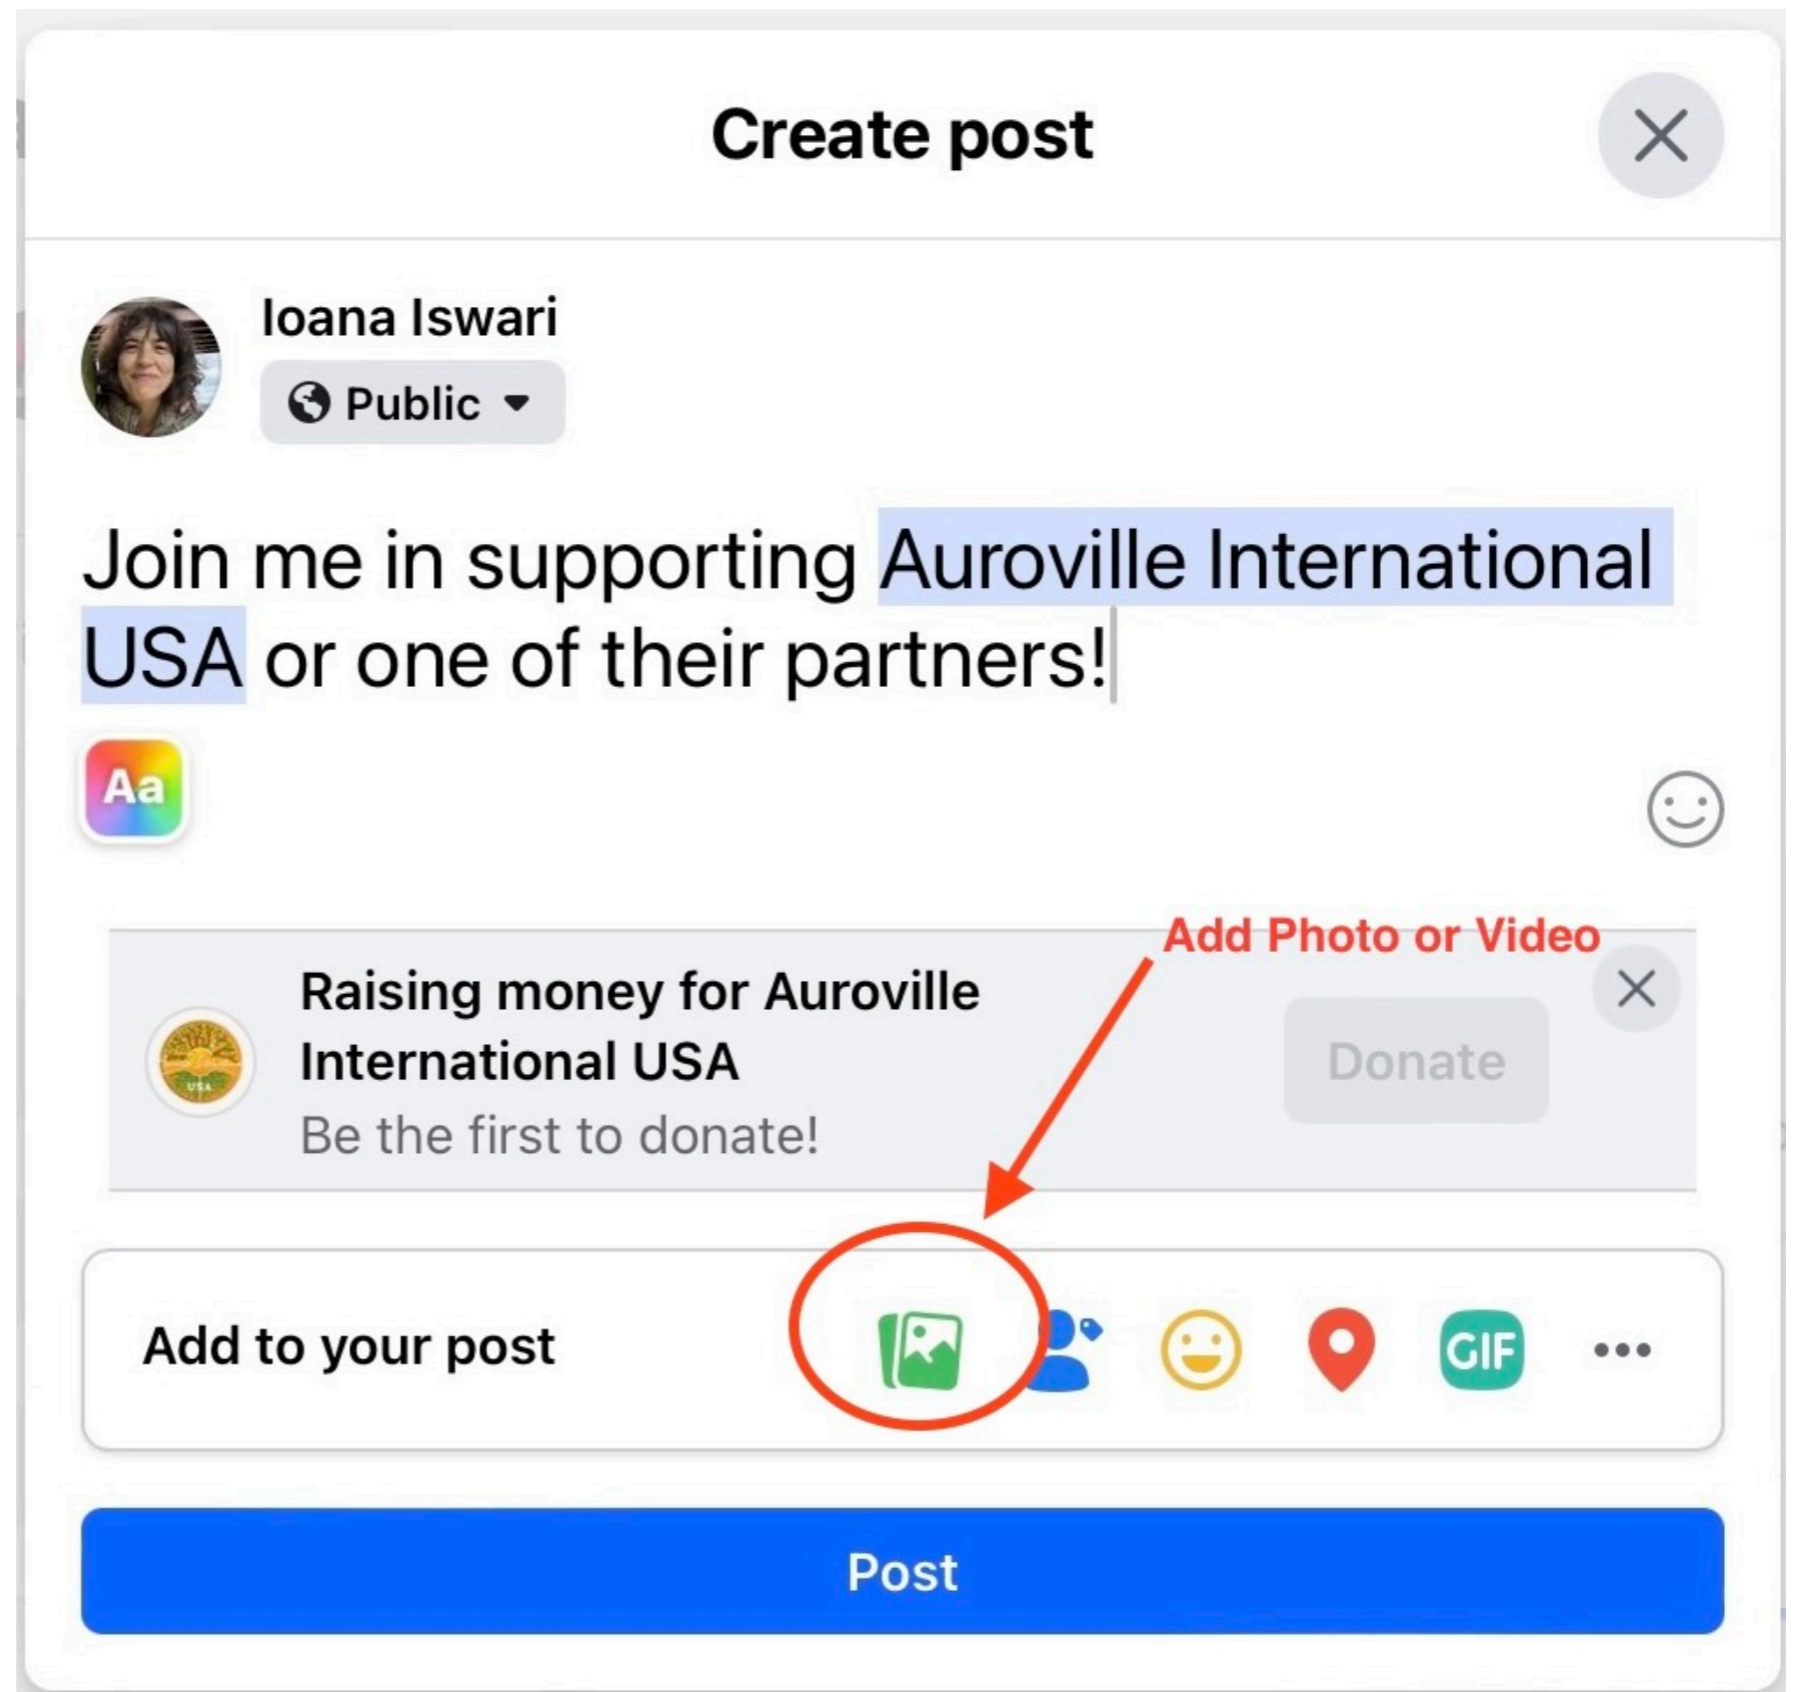 Create post
Ioana Iswari
Public
Join me in supporting Auroville International
USA or one of their partners!
Aa
Add Photo or Video
Raising money for Auroville
International USA
Be the first to donate!
USA
Donate
Add to your post
GIF
Post